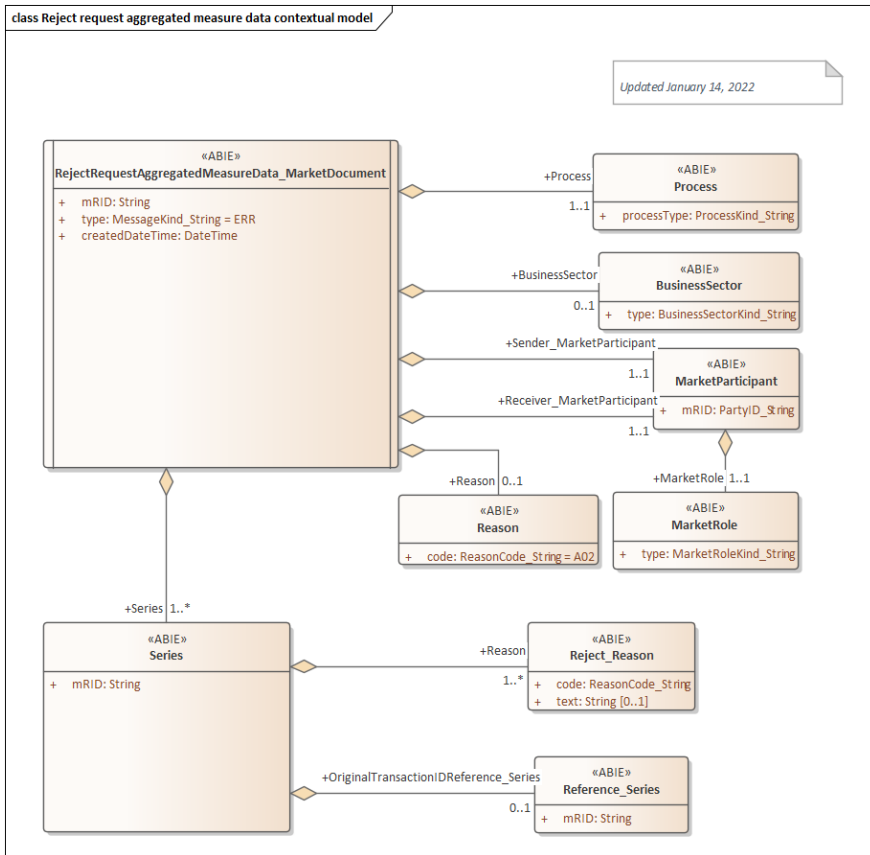 class Reject request aggregated measure data contextual model
Updated January 14, 2022
«ABIE»
RejectRequestAggregatedMeasureData_MarketDocument
+ mRID: String
+ type: MessageKind_String = ERR
+ createdDateTime: DateTime
+Process
1..1
«ABIE»
Process
+ processType: ProcessKind_String
+BusinessSector
0..1
«ABIE»
BusinessSector
+ type: BusinessSectorKind_String
+Sender_MarketParticipant
1..1
+Receiver_MarketParticipant
1..1
«ABIE»
MarketParticipant
+ mRID: PartyID_String
+MarketRole 1..1
«ABIE»
MarketRole
+ type: MarketRoleKind_String
+Reason 0..1
«ABIE»
Reason
+ code: ReasonCode_String = A02
+Series 1..*
«ABIE»
Series
+ mRID: String
+Reason
1..*
«ABIE»
Reject_Reason
+ code: ReasonCode_String
+ text: String [0..1]
+OriginalTransactionIDReference_Series
0..1
«ABIE»
Reference_Series
+ mRID: String